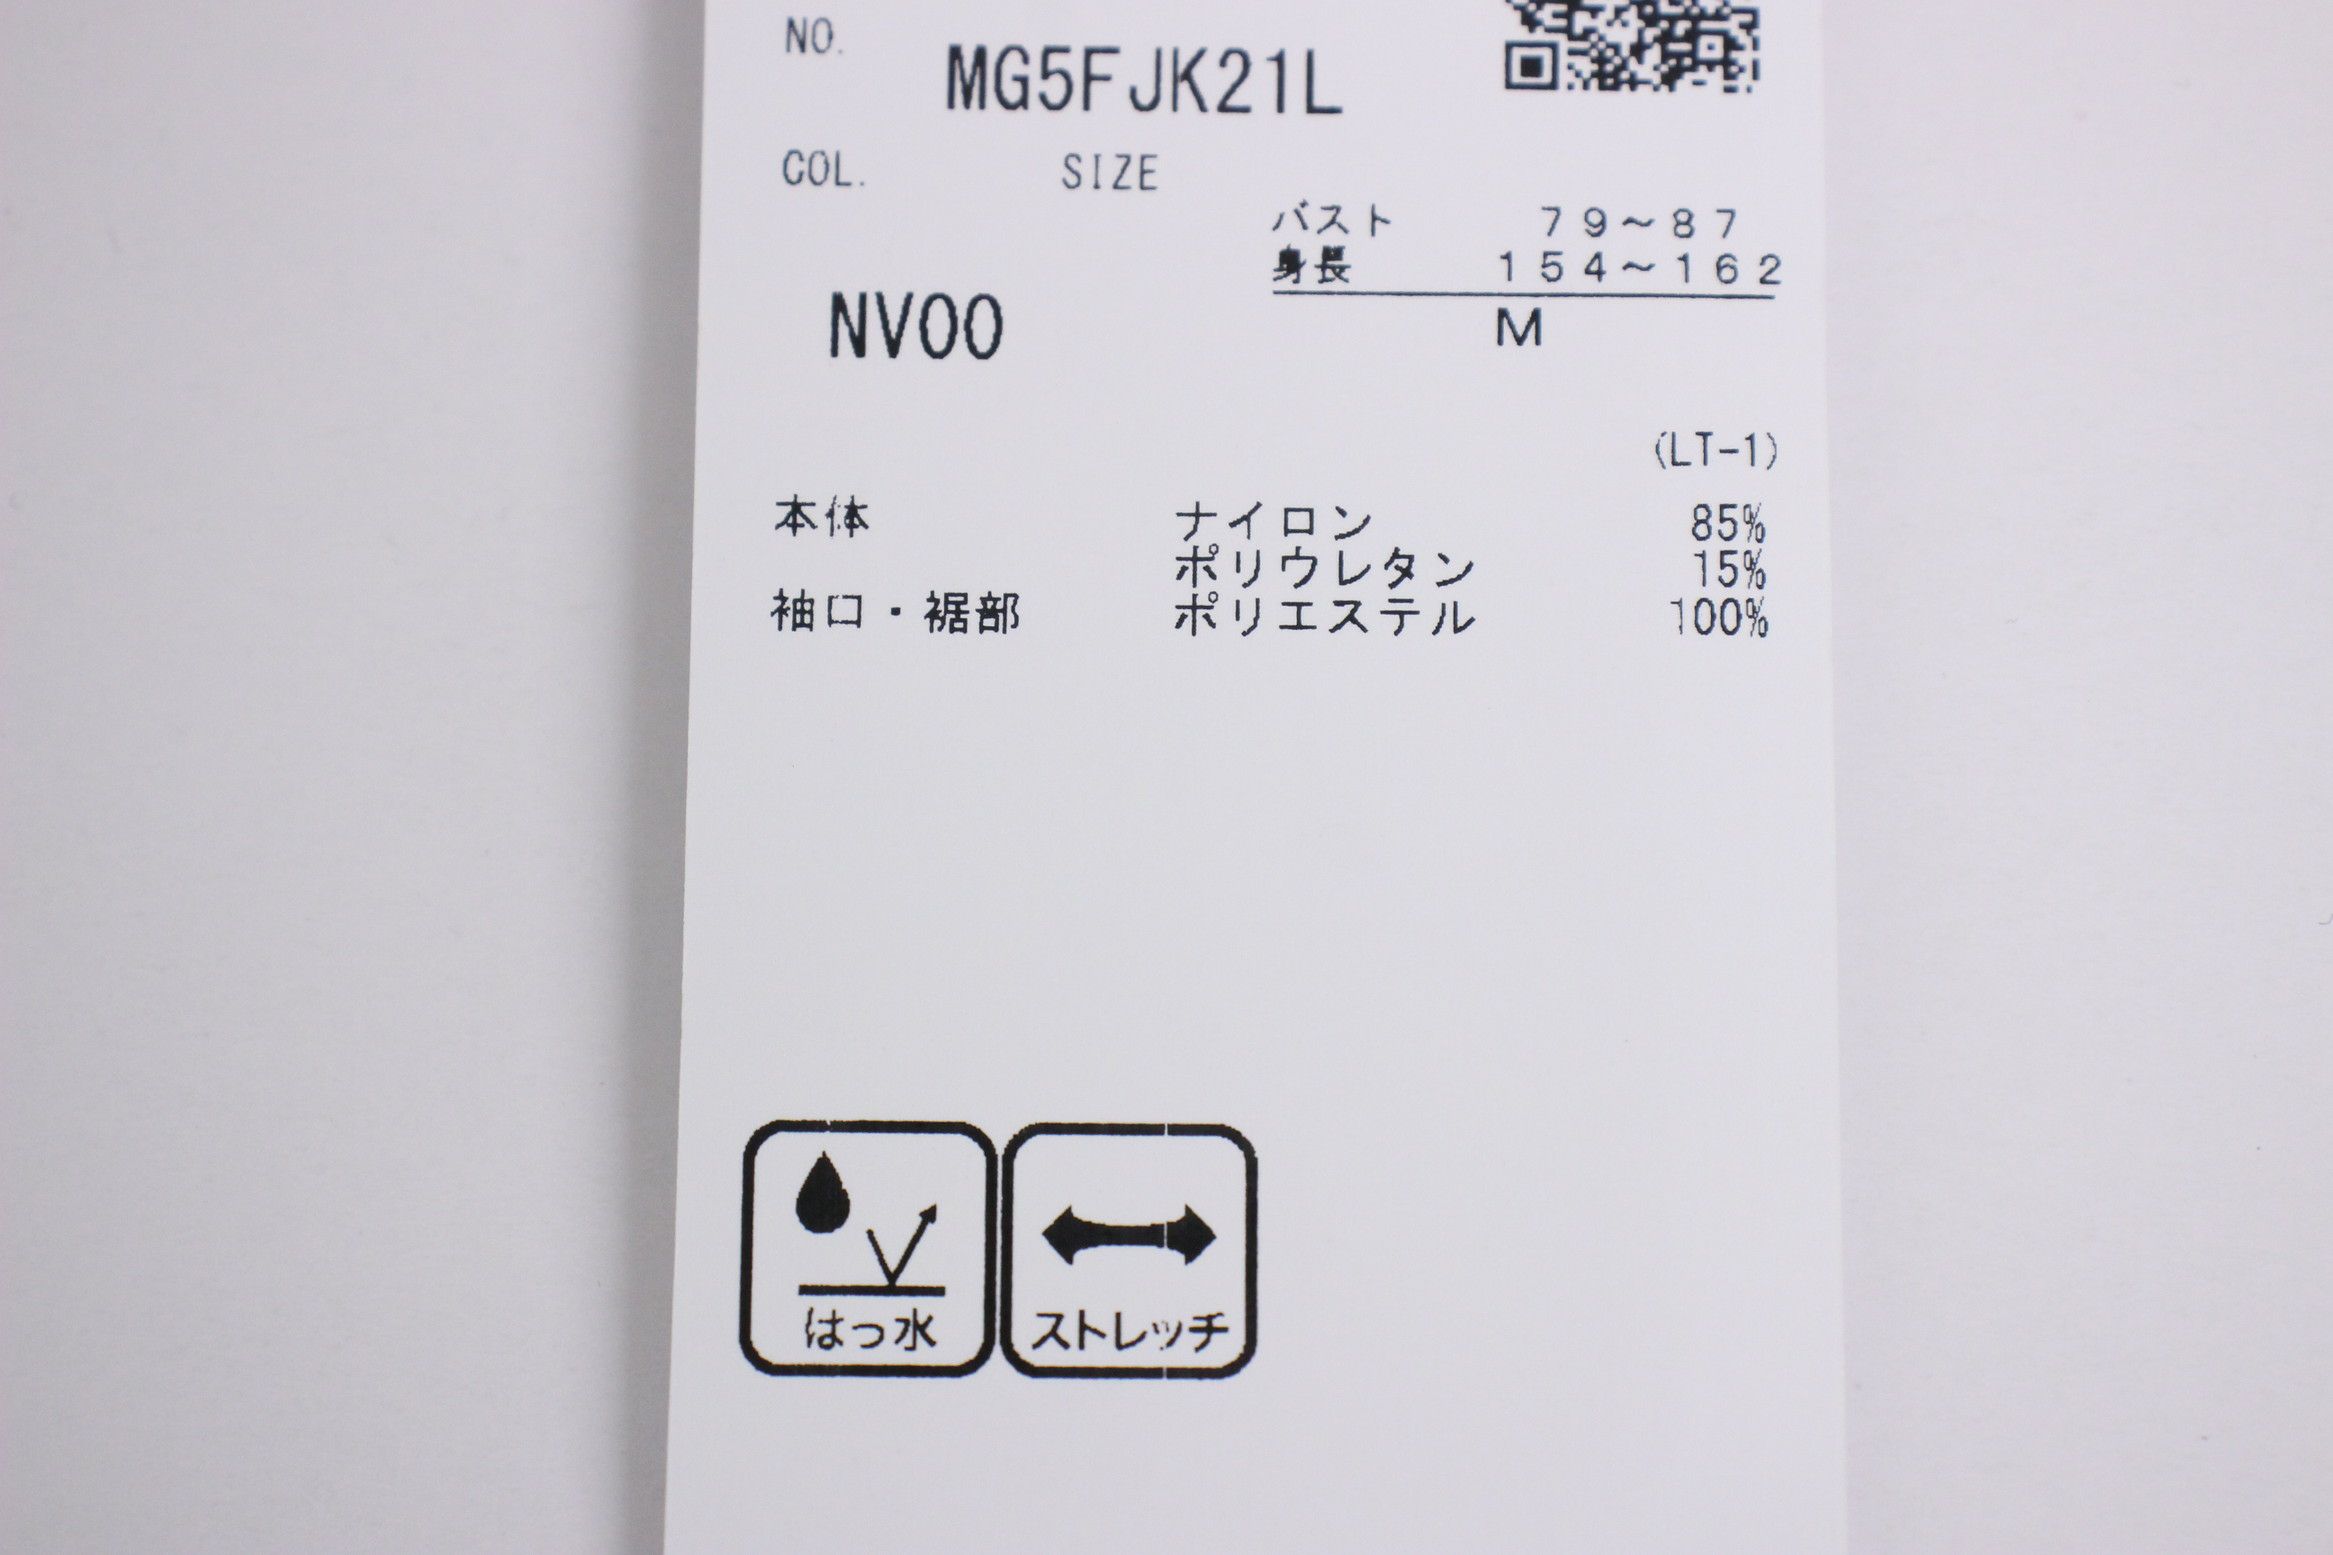 NO.
MG5FJK21L
COL. SIZE
バスト 79～87
身長 154～162
NV00 M
(LT-1)
本体 ナイロン 85%
ポリウレタン 15%
袖口・裾部 ポリエステル 100%
はっ水 ストレッチ